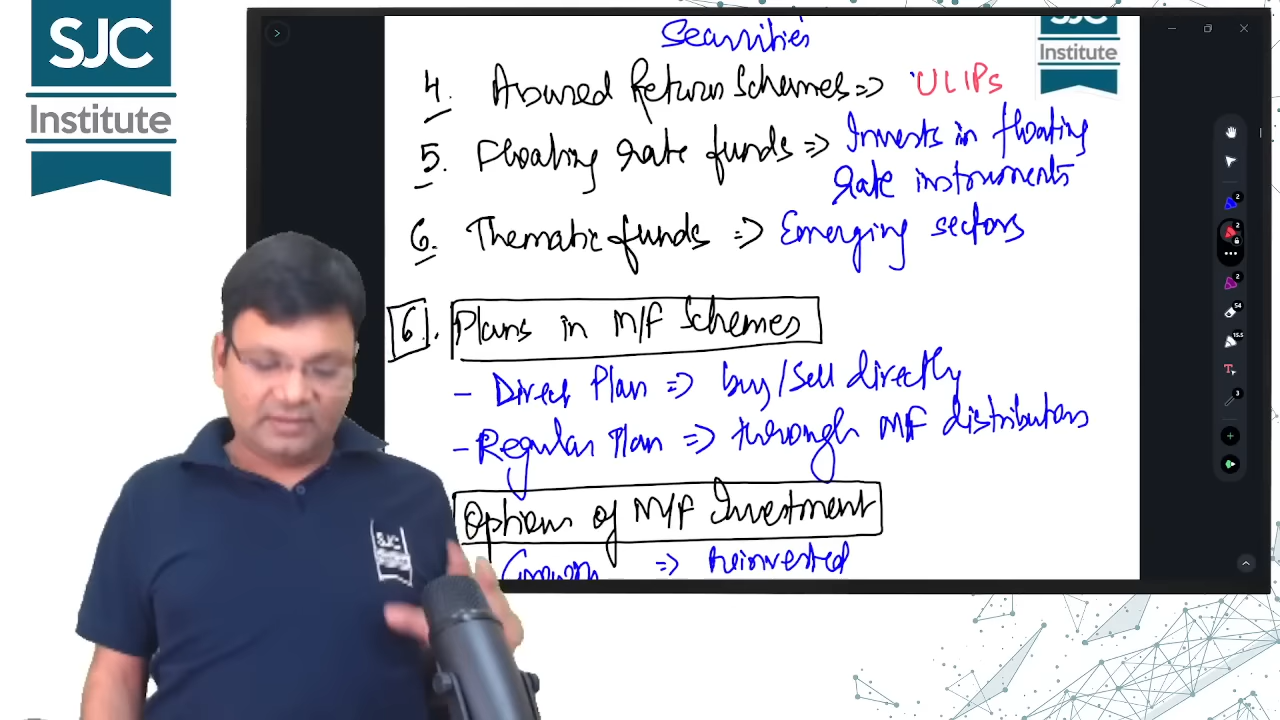 SJC
Institute
Securities
Institute
4. Assured Return Schemes => ULIPs
5. Floating rate funds => Invests in floating
rate instruments
6. Thematic funds => Emerging sectors
6. Plans in M/F Schemes
- Direct Plan => buy/sell directly
- Regular Plan => through M/F distributors
Options of M/F Investment
Growth => Reinvested
SJC